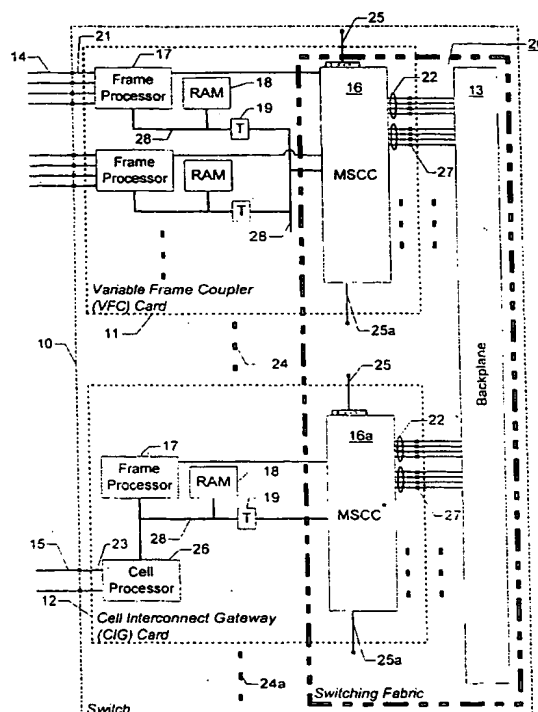 25
20
14
21
17
Frame
Processor
RAM
18
19
T
16
22
13
28
MSCC
27
Frame
Processor
RAM
T
28
Variable Frame Coupler
(VFC) Card
25a
11
10
24
25
Backplane
17
Frame
Processor
RAM
18
19
T
16a
22
MSCC*
27
28
15
23
26
Cell
Processor
12
Cell Interconnect Gateway
(CIG) Card
25a
24a
Switching Fabric
Switch